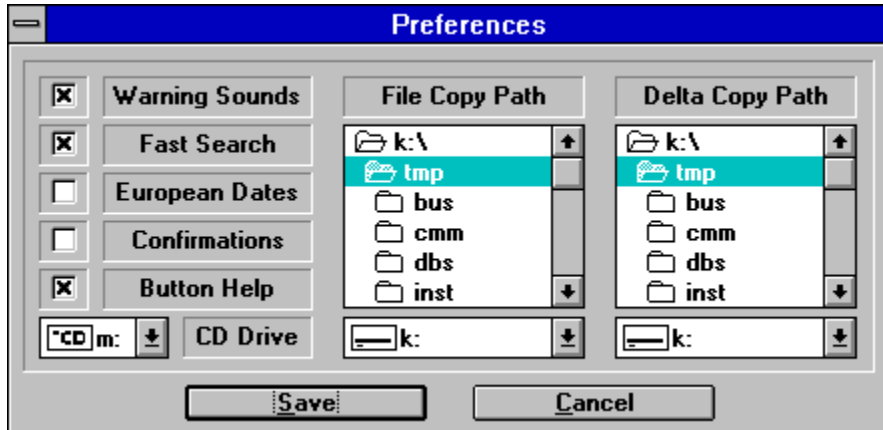 Preferences
Warning Sounds
Fast Search
European Dates
Confirmations
Button Help
CD m: CD Drive
File Copy Path
k:\
tmp
bus
cmm
dbs
inst
k:
Delta Copy Path
k:\
tmp
bus
cmm
dbs
inst
k:
Save
Cancel